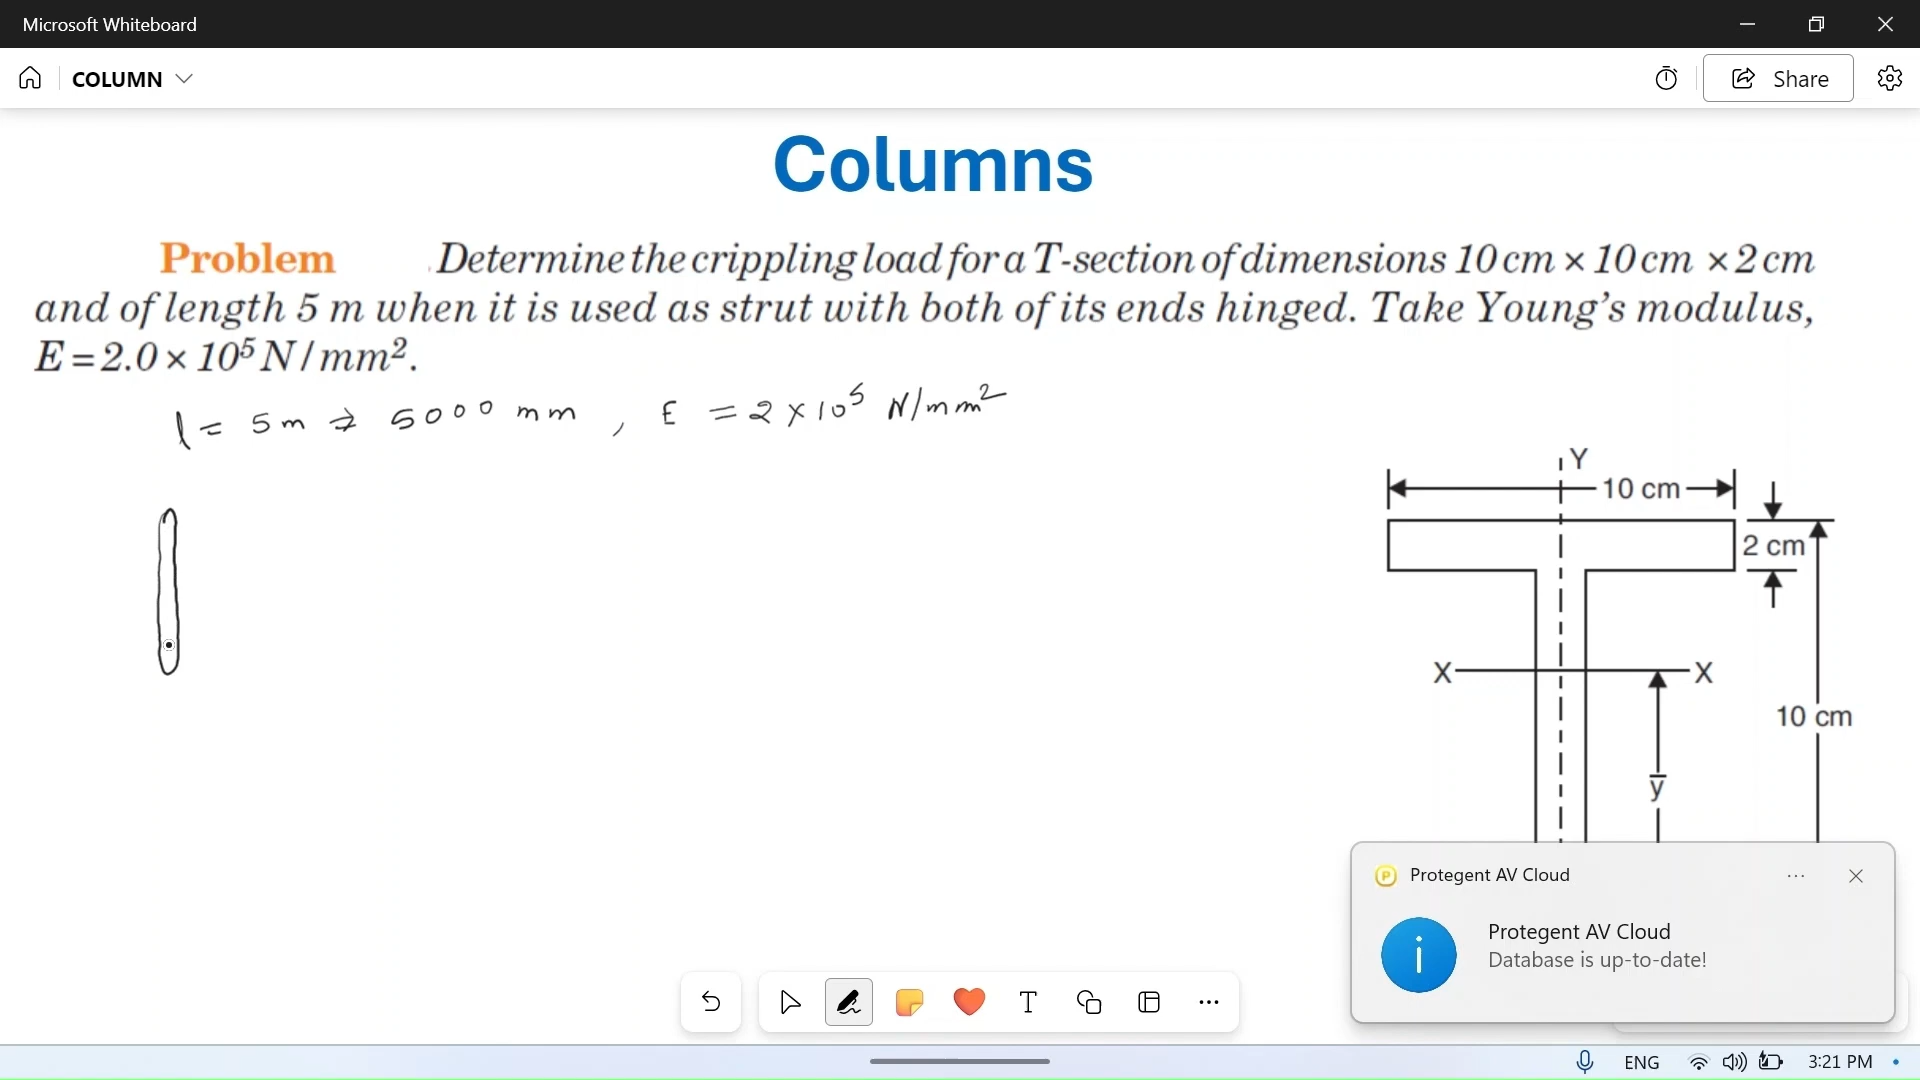 Microsoft Whiteboard
COLUMN
Share
Columns
Problem Determine the crippling load for a T-section of dimensions 10 cm × 10 cm × 2 cm
and of length 5 m when it is used as strut with both of its ends hinged. Take Young's modulus,
E = 2.0 × 10⁵ N/mm².
l = 5 m ⇒ 5000 mm , E = 2 × 10⁵ N/mm²
Y
10 cm
2 cm
X X
10 cm
ȳ
Protegent AV Cloud
Protegent AV Cloud
Database is up-to-date!
T
ENG
3:21 PM